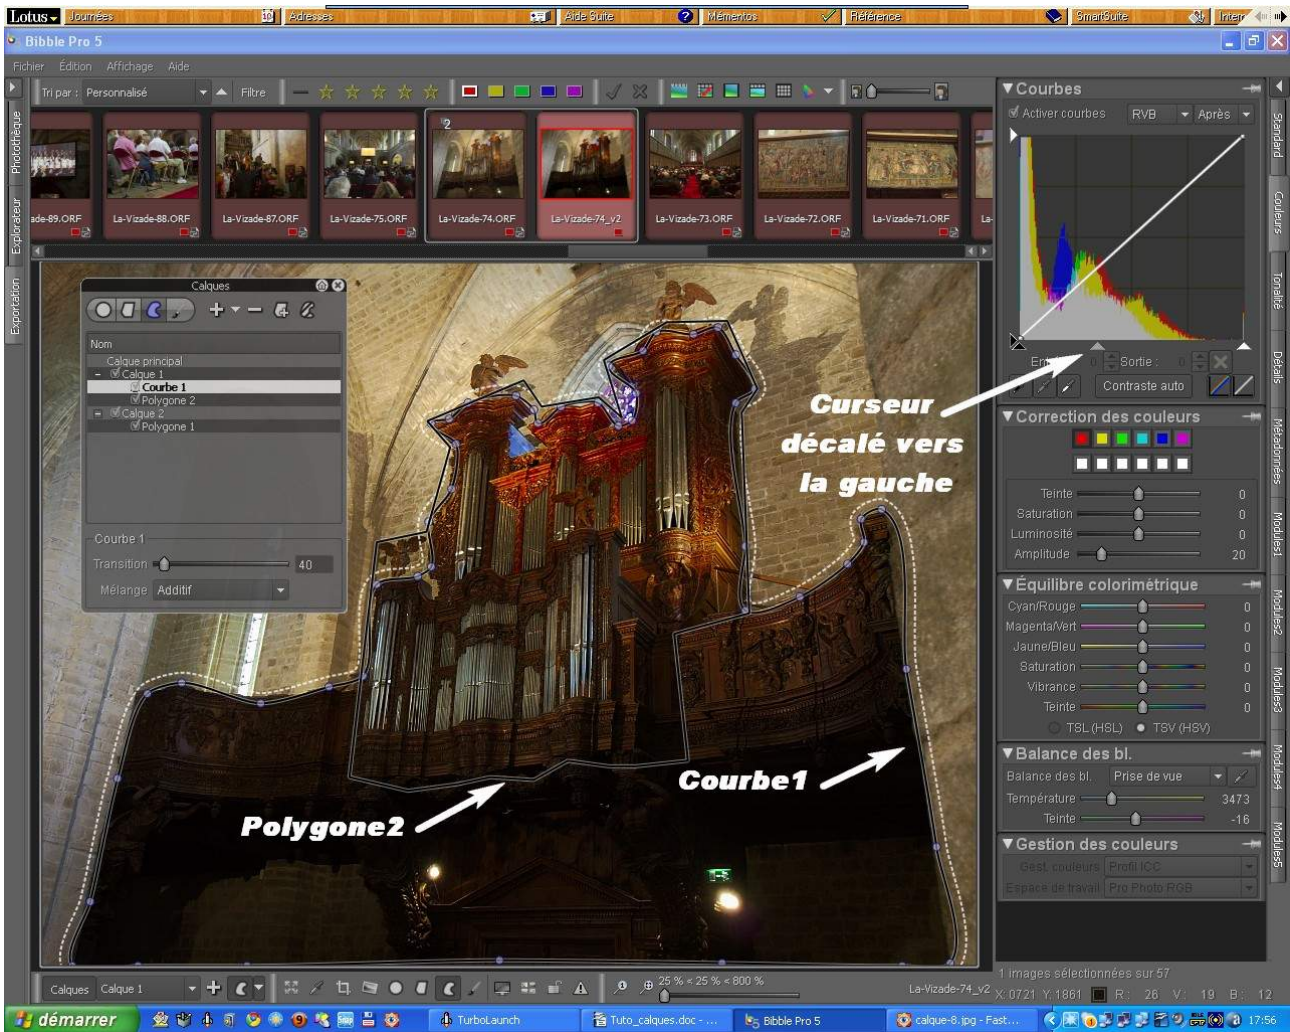 Lotus Journées 10 Adresses Aide Suite Mémentos Référence SmartSuite Intern
Bibble Pro 5
Fichier Édition Affichage Aide
Tri par : Personnalisé Filtre
Photothèque
Explorateur
Exportation
2
ade-89.ORF La-Vizade-88.ORF La-Vizade-87.ORF La-Vizade-75.ORF La-Vizade-74.ORF La-Vizade-74_v2 La-Vizade-73.ORF La-Vizade-72.ORF La-Vizade-71.ORF La-
Calques
Nom
Calque principal
Calque 1
Courbe 1
Polygone 2
Calque 2
Polygone 1
Courbe 1
Transition 40
Mélange Additif
Curseur
décalé vers
la gauche
Courbe1
Polygone2
Courbes
Activer courbes RVB Après
Sortie : 0
Contraste auto
Correction des couleurs
Teinte 0
Saturation 0
Luminosité 0
Amplitude 20
Équilibre colorimétrique
Cyan/Rouge 0
Magenta/Vert 0
Jaune/Bleu 0
Saturation 0
Vibrance 0
Teinte 0
TSL (HSL) TSV (HSV)
Balance des bl.
Balance des bl. Prise de vue
Température 3473
Teinte -16
Gestion des couleurs
Gest. couleurs Profil ICC
Espace de travail Pro Photo RGB
1 images sélectionnées sur 57
Standard
Couleurs
Tonalité
Détails
Métadonnées
Modules1
Modules2
Modules3
Modules4
Modules5
Calques Calque 1 25 % < 25 % < 800 % La-Vizade-74_v2 X: 0721 Y: 1861 R : 26 V : 19 B : 12
démarrer TurboLaunch Tuto_calques.doc - ... Bibble Pro 5 calque-8.jpg - Fast... 17:56